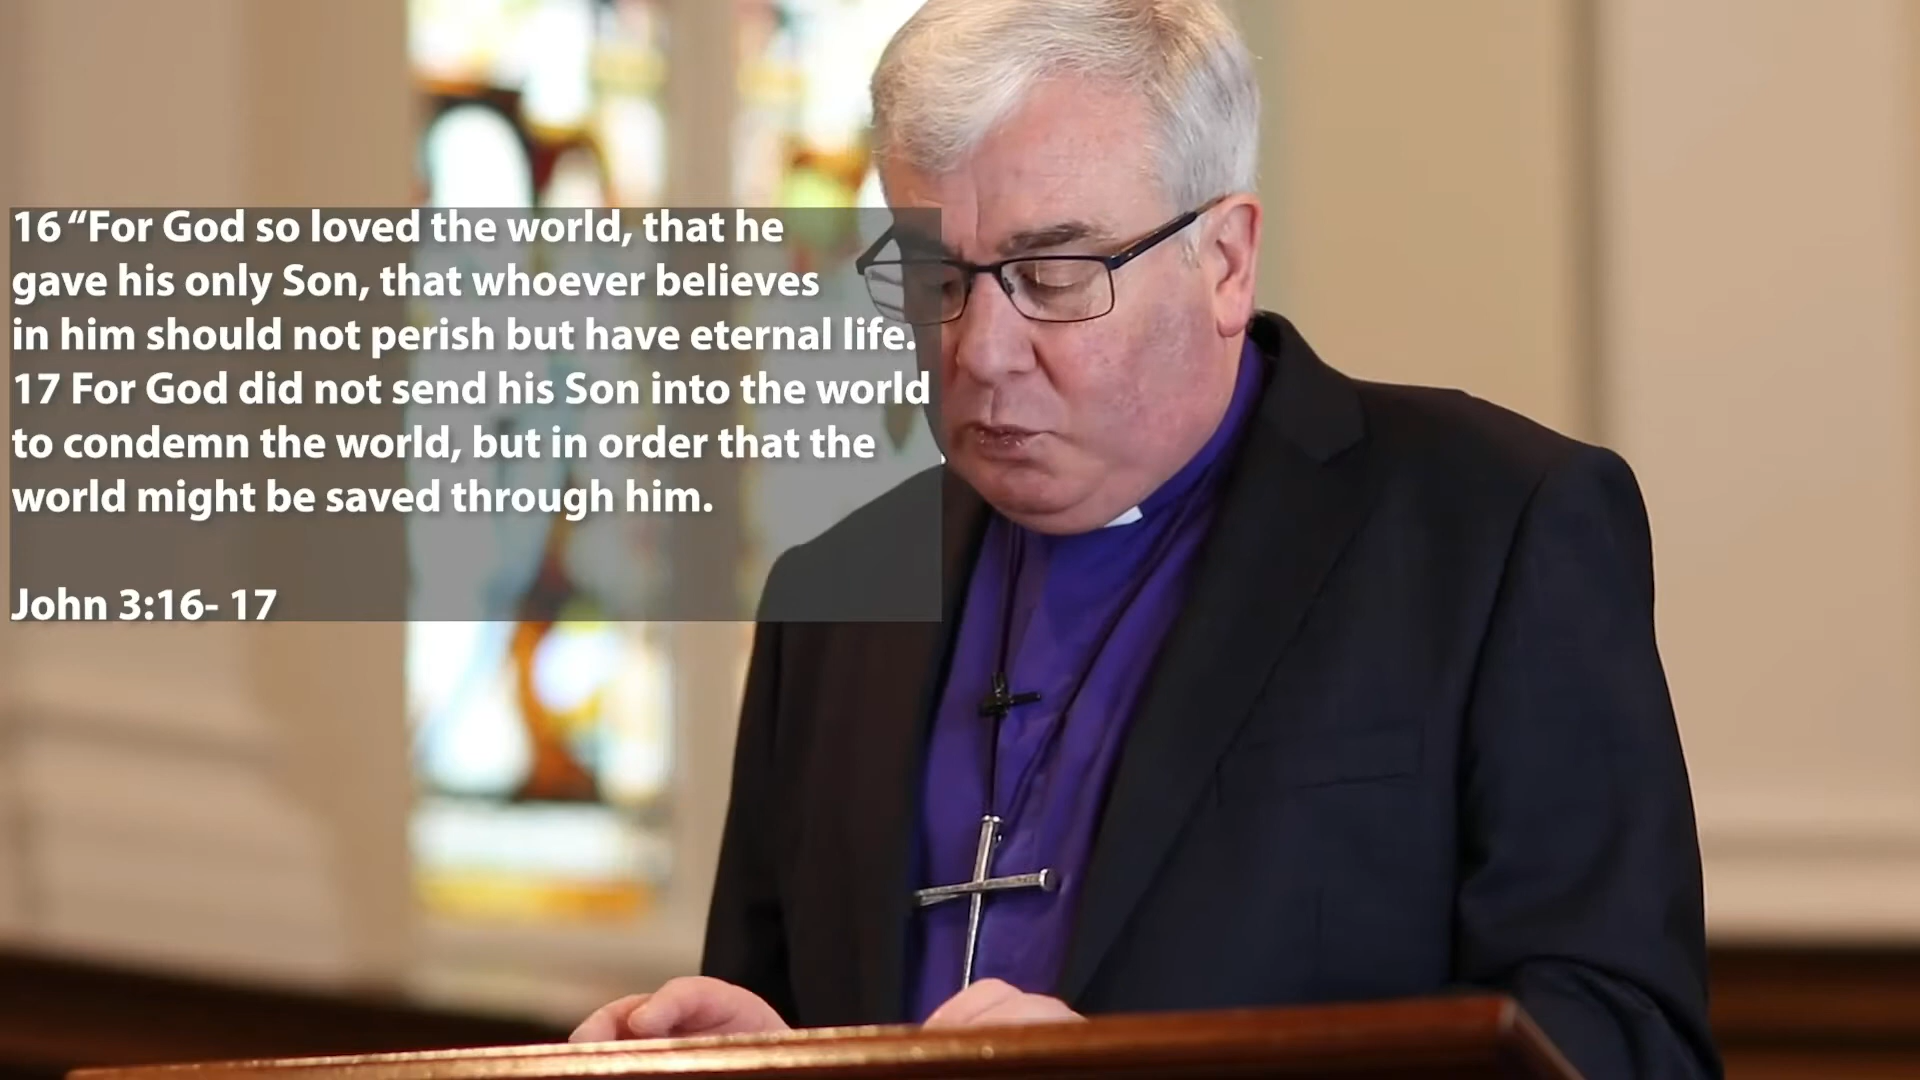 16 “For God so loved the world, that he
gave his only Son, that whoever believes
in him should not perish but have eternal life.
17 For God did not send his Son into the world
to condemn the world, but in order that the
world might be saved through him.
John 3:16- 17